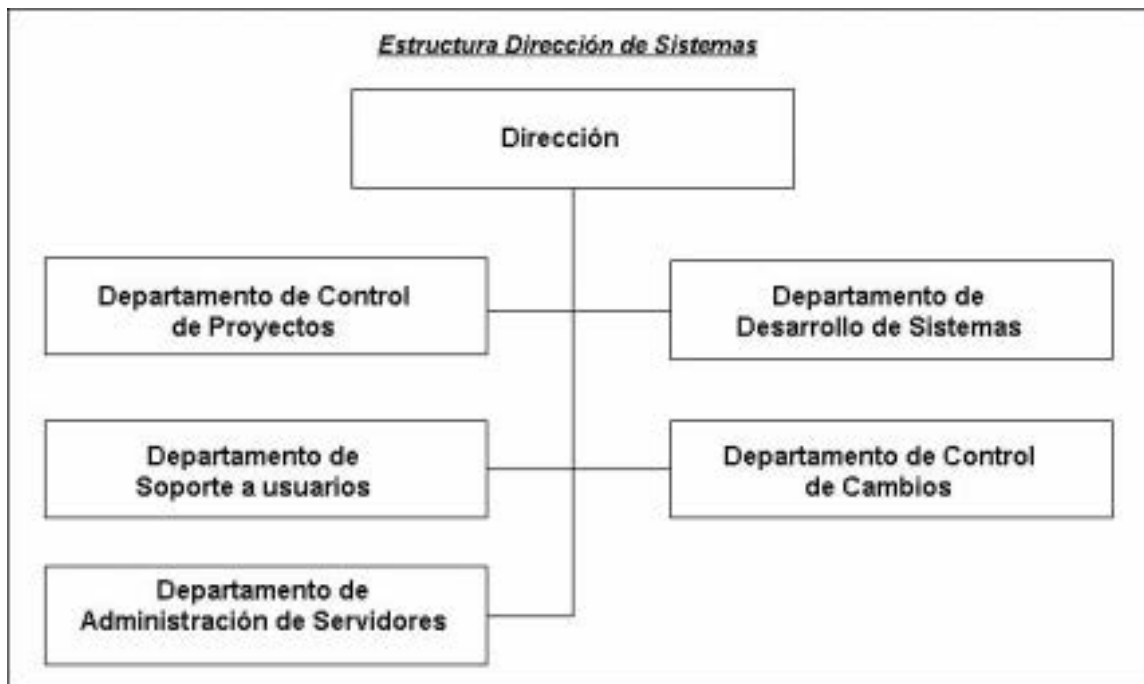 Estructura Dirección de Sistemas
Dirección
Departamento de Control
de Proyectos
Departamento de
Desarrollo de Sistemas
Departamento de
Soporte a usuarios
Departamento de Control
de Cambios
Departamento de
Administración de Servidores